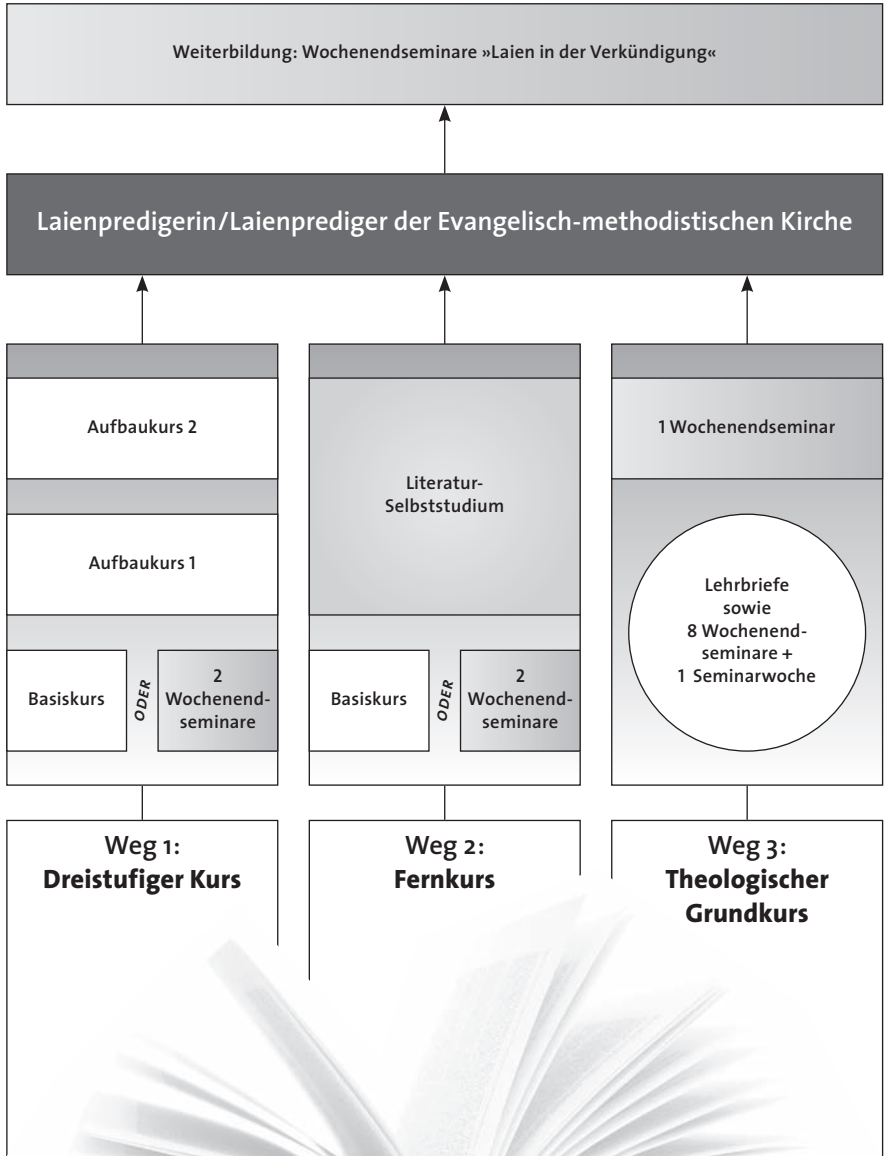 Weiterbildung: Wochenendseminare »Laien in der Verkündigung«
Laienpredigerin/Laienprediger der Evangelisch-methodistischen Kirche
Aufbaukurs 2
Aufbaukurs 1
Basiskurs
ODER
2
Wochenend-
seminare
Literatur-
Selbststudium
Basiskurs
ODER
2
Wochenend-
seminare
1 Wochenendseminar
Lehrbriefe
sowie
8 Wochenend-
seminare +
1 Seminarwoche
Weg 1:
Dreistufiger Kurs
Weg 2:
Fernkurs
Weg 3:
Theologischer
Grundkurs